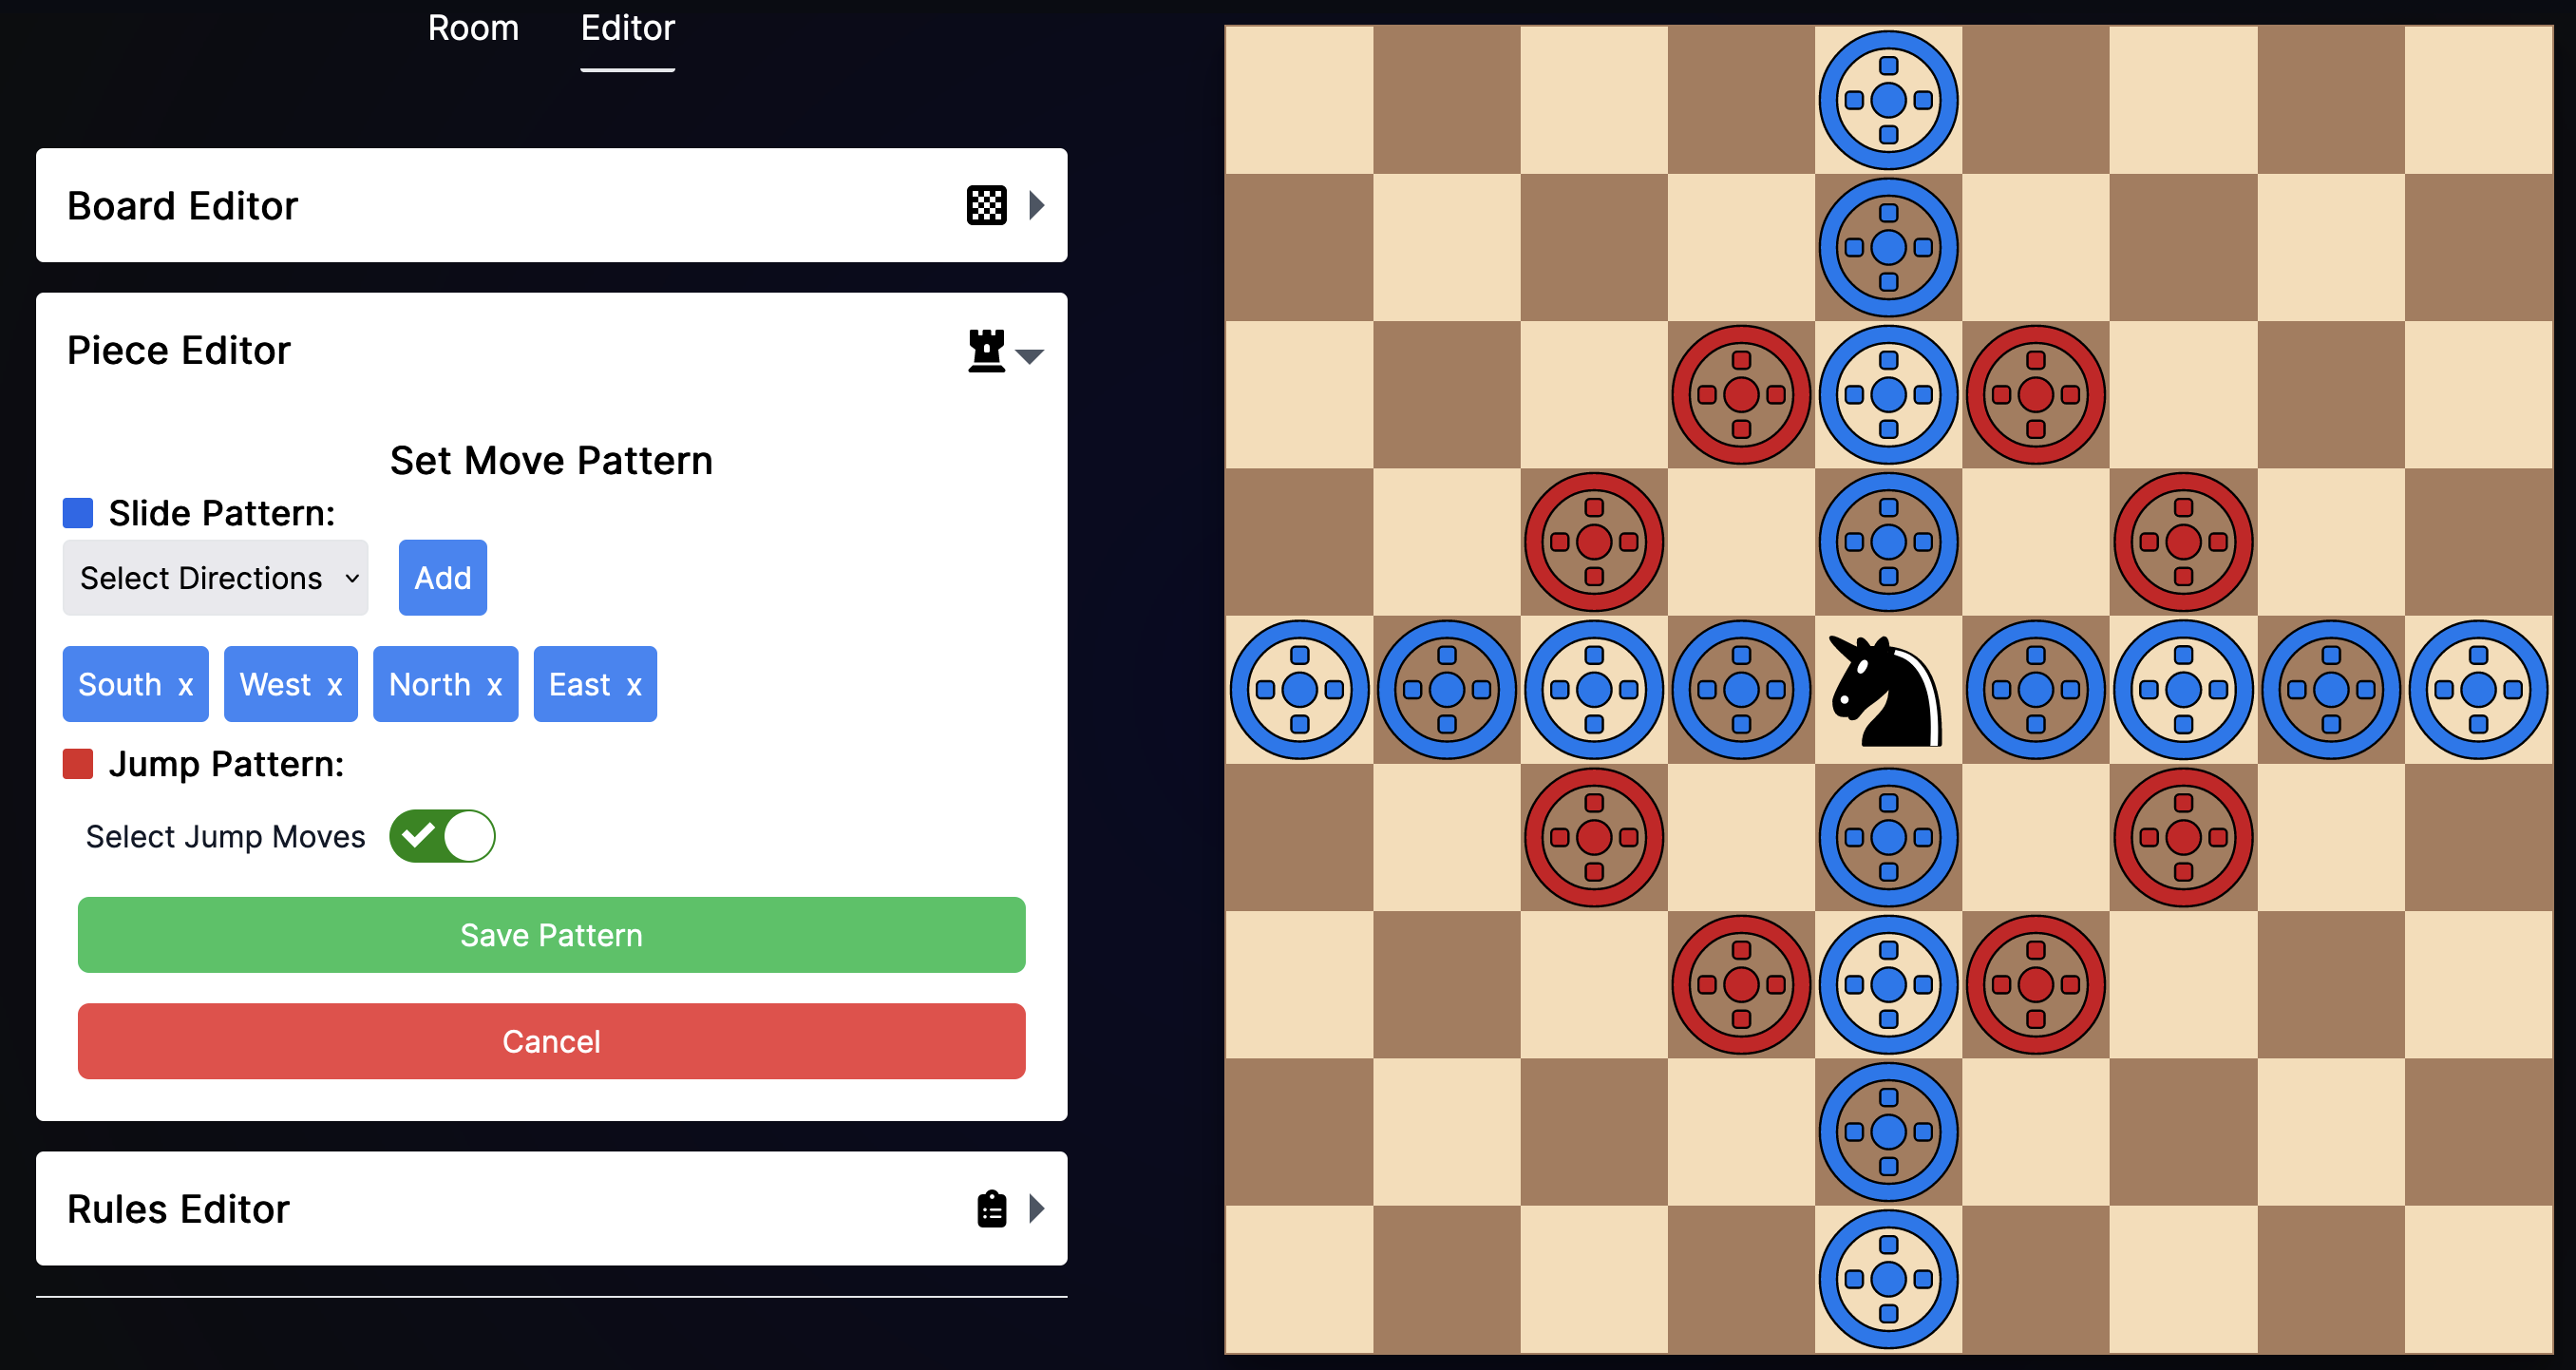 Room Editor
Board Editor
Piece Editor
Set Move Pattern
Slide Pattern:
Select Directions Add
South x West x North x East x
Jump Pattern:
Select Jump Moves
Save Pattern
Cancel
Rules Editor